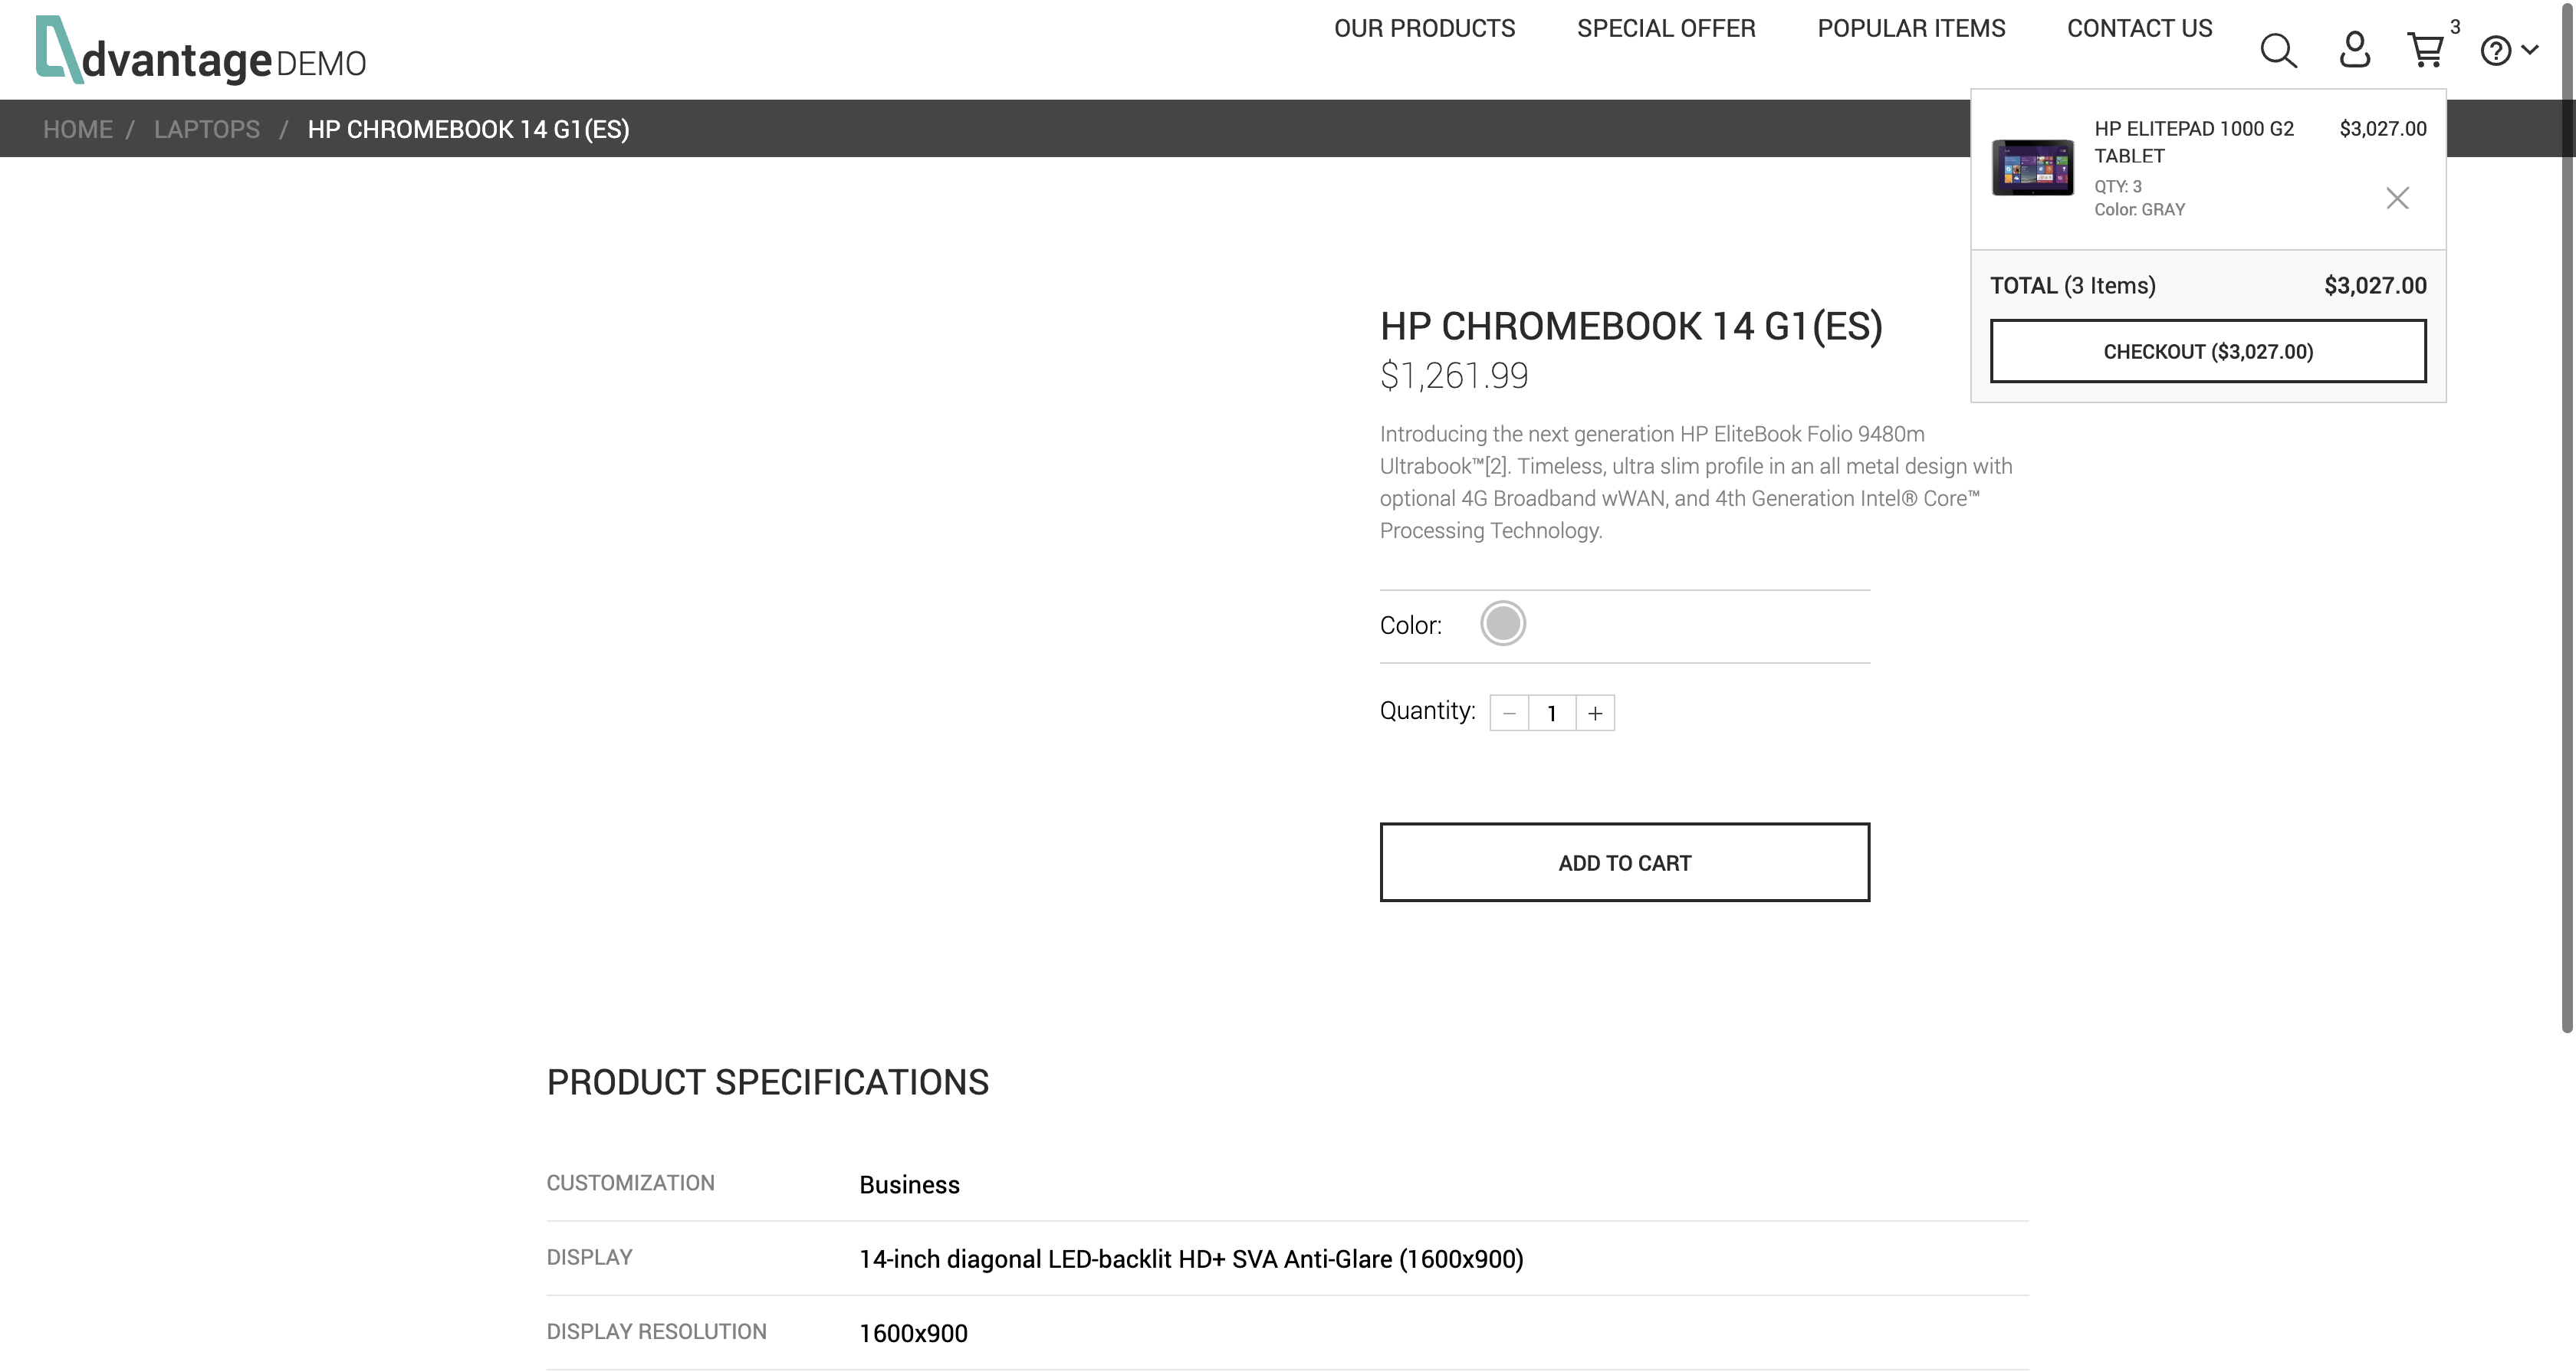 dvantage DEMO
OUR PRODUCTS
SPECIAL OFFER
POPULAR ITEMS
CONTACT US
3
HOME / LAPTOPS / HP CHROMEBOOK 14 G1(ES)
HP ELITEPAD 1000 G2 $3,027.00
TABLET
QTY: 3
Color: GRAY
TOTAL (3 Items) $3,027.00
CHECKOUT ($3,027.00)
HP CHROMEBOOK 14 G1(ES)
$1,261.99
Introducing the next generation HP EliteBook Folio 9480m
Ultrabook™[2]. Timeless, ultra slim profile in an all metal design with
optional 4G Broadband wWAN, and 4th Generation Intel® Core™
Processing Technology.
Color:
Quantity: − 1 +
ADD TO CART
PRODUCT SPECIFICATIONS
CUSTOMIZATION Business
DISPLAY 14-inch diagonal LED-backlit HD+ SVA Anti-Glare (1600x900)
DISPLAY RESOLUTION 1600x900